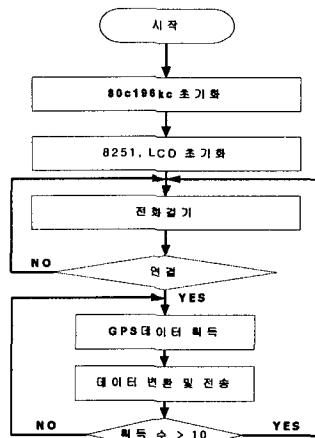 시작
80c196kc 초기화
8251, LCD 초기화
전화걸기
NO
연결
YES
GPS데이터 획득
데이터 변환 및 전송
NO
획득 수 > 10
YES